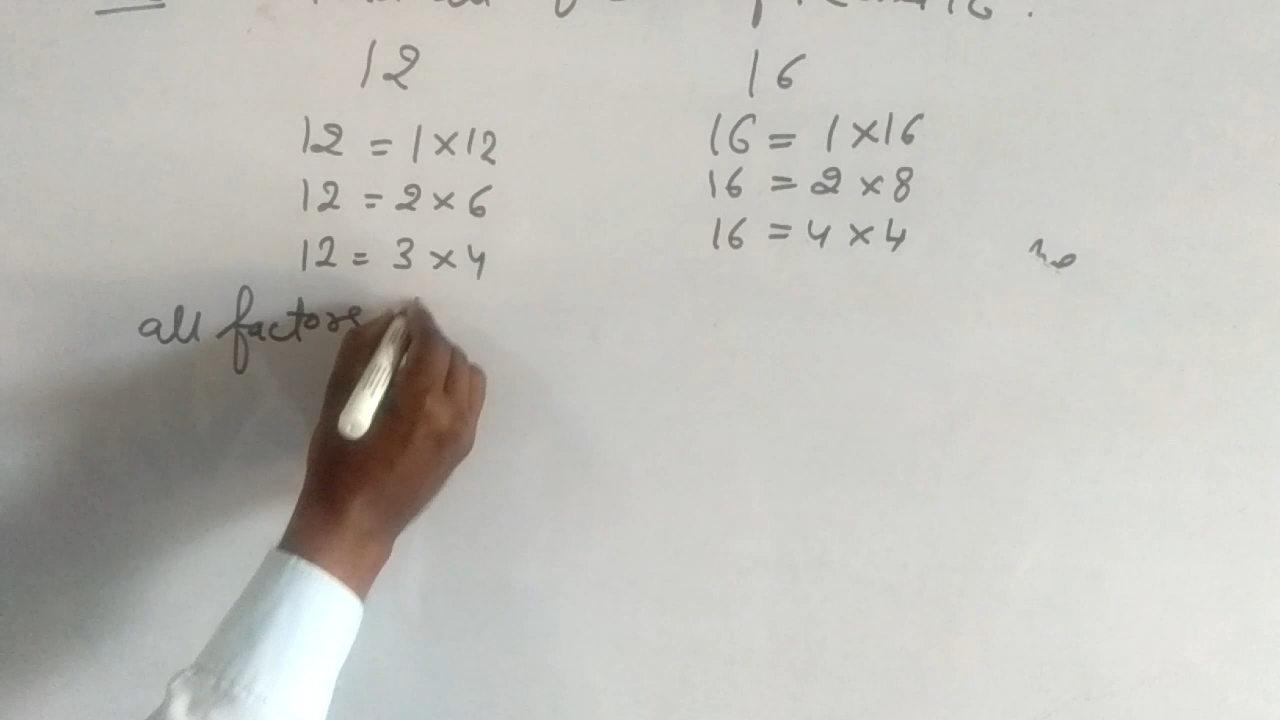 16.
12 16
12 = 1 × 12 16 = 1 × 16
12 = 2 × 6 16 = 2 × 8
12 = 3 × 4 16 = 4 × 4
all factors